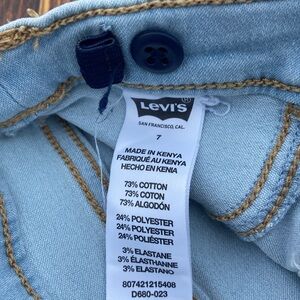 Levi's
SAN FRANCISCO, CAL.
7
MADE IN KENYA
FABRIQUÉ AU KENYA
HECHO EN KENIA
73% COTTON
73% COTON
73% ALGODÓN
24% POLYESTER
24% POLYESTER
24% POLIÉSTER
3% ELASTANE
3% ÉLASTHANNE
3% ELASTANO
807421215408
D680-023